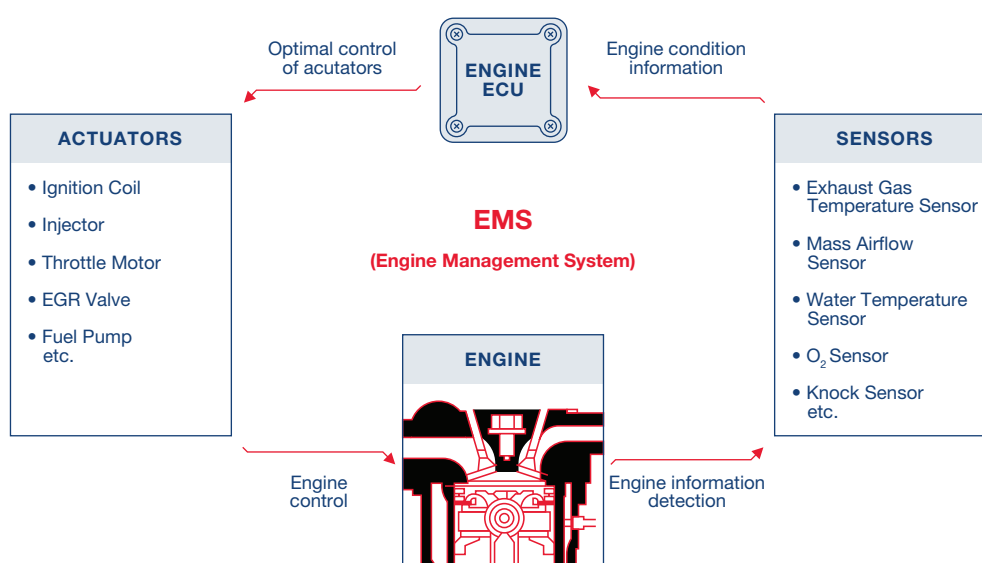 Optimal control
of acutators
ENGINE
ECU
Engine condition
information
ACTUATORS
• Ignition Coil
• Injector
• Throttle Motor
• EGR Valve
• Fuel Pump
etc.
EMS
(Engine Management System)
SENSORS
• Exhaust Gas
Temperature Sensor
• Mass Airflow
Sensor
• Water Temperature
Sensor
• O₂ Sensor
• Knock Sensor
etc.
ENGINE
Engine
control
Engine information
detection